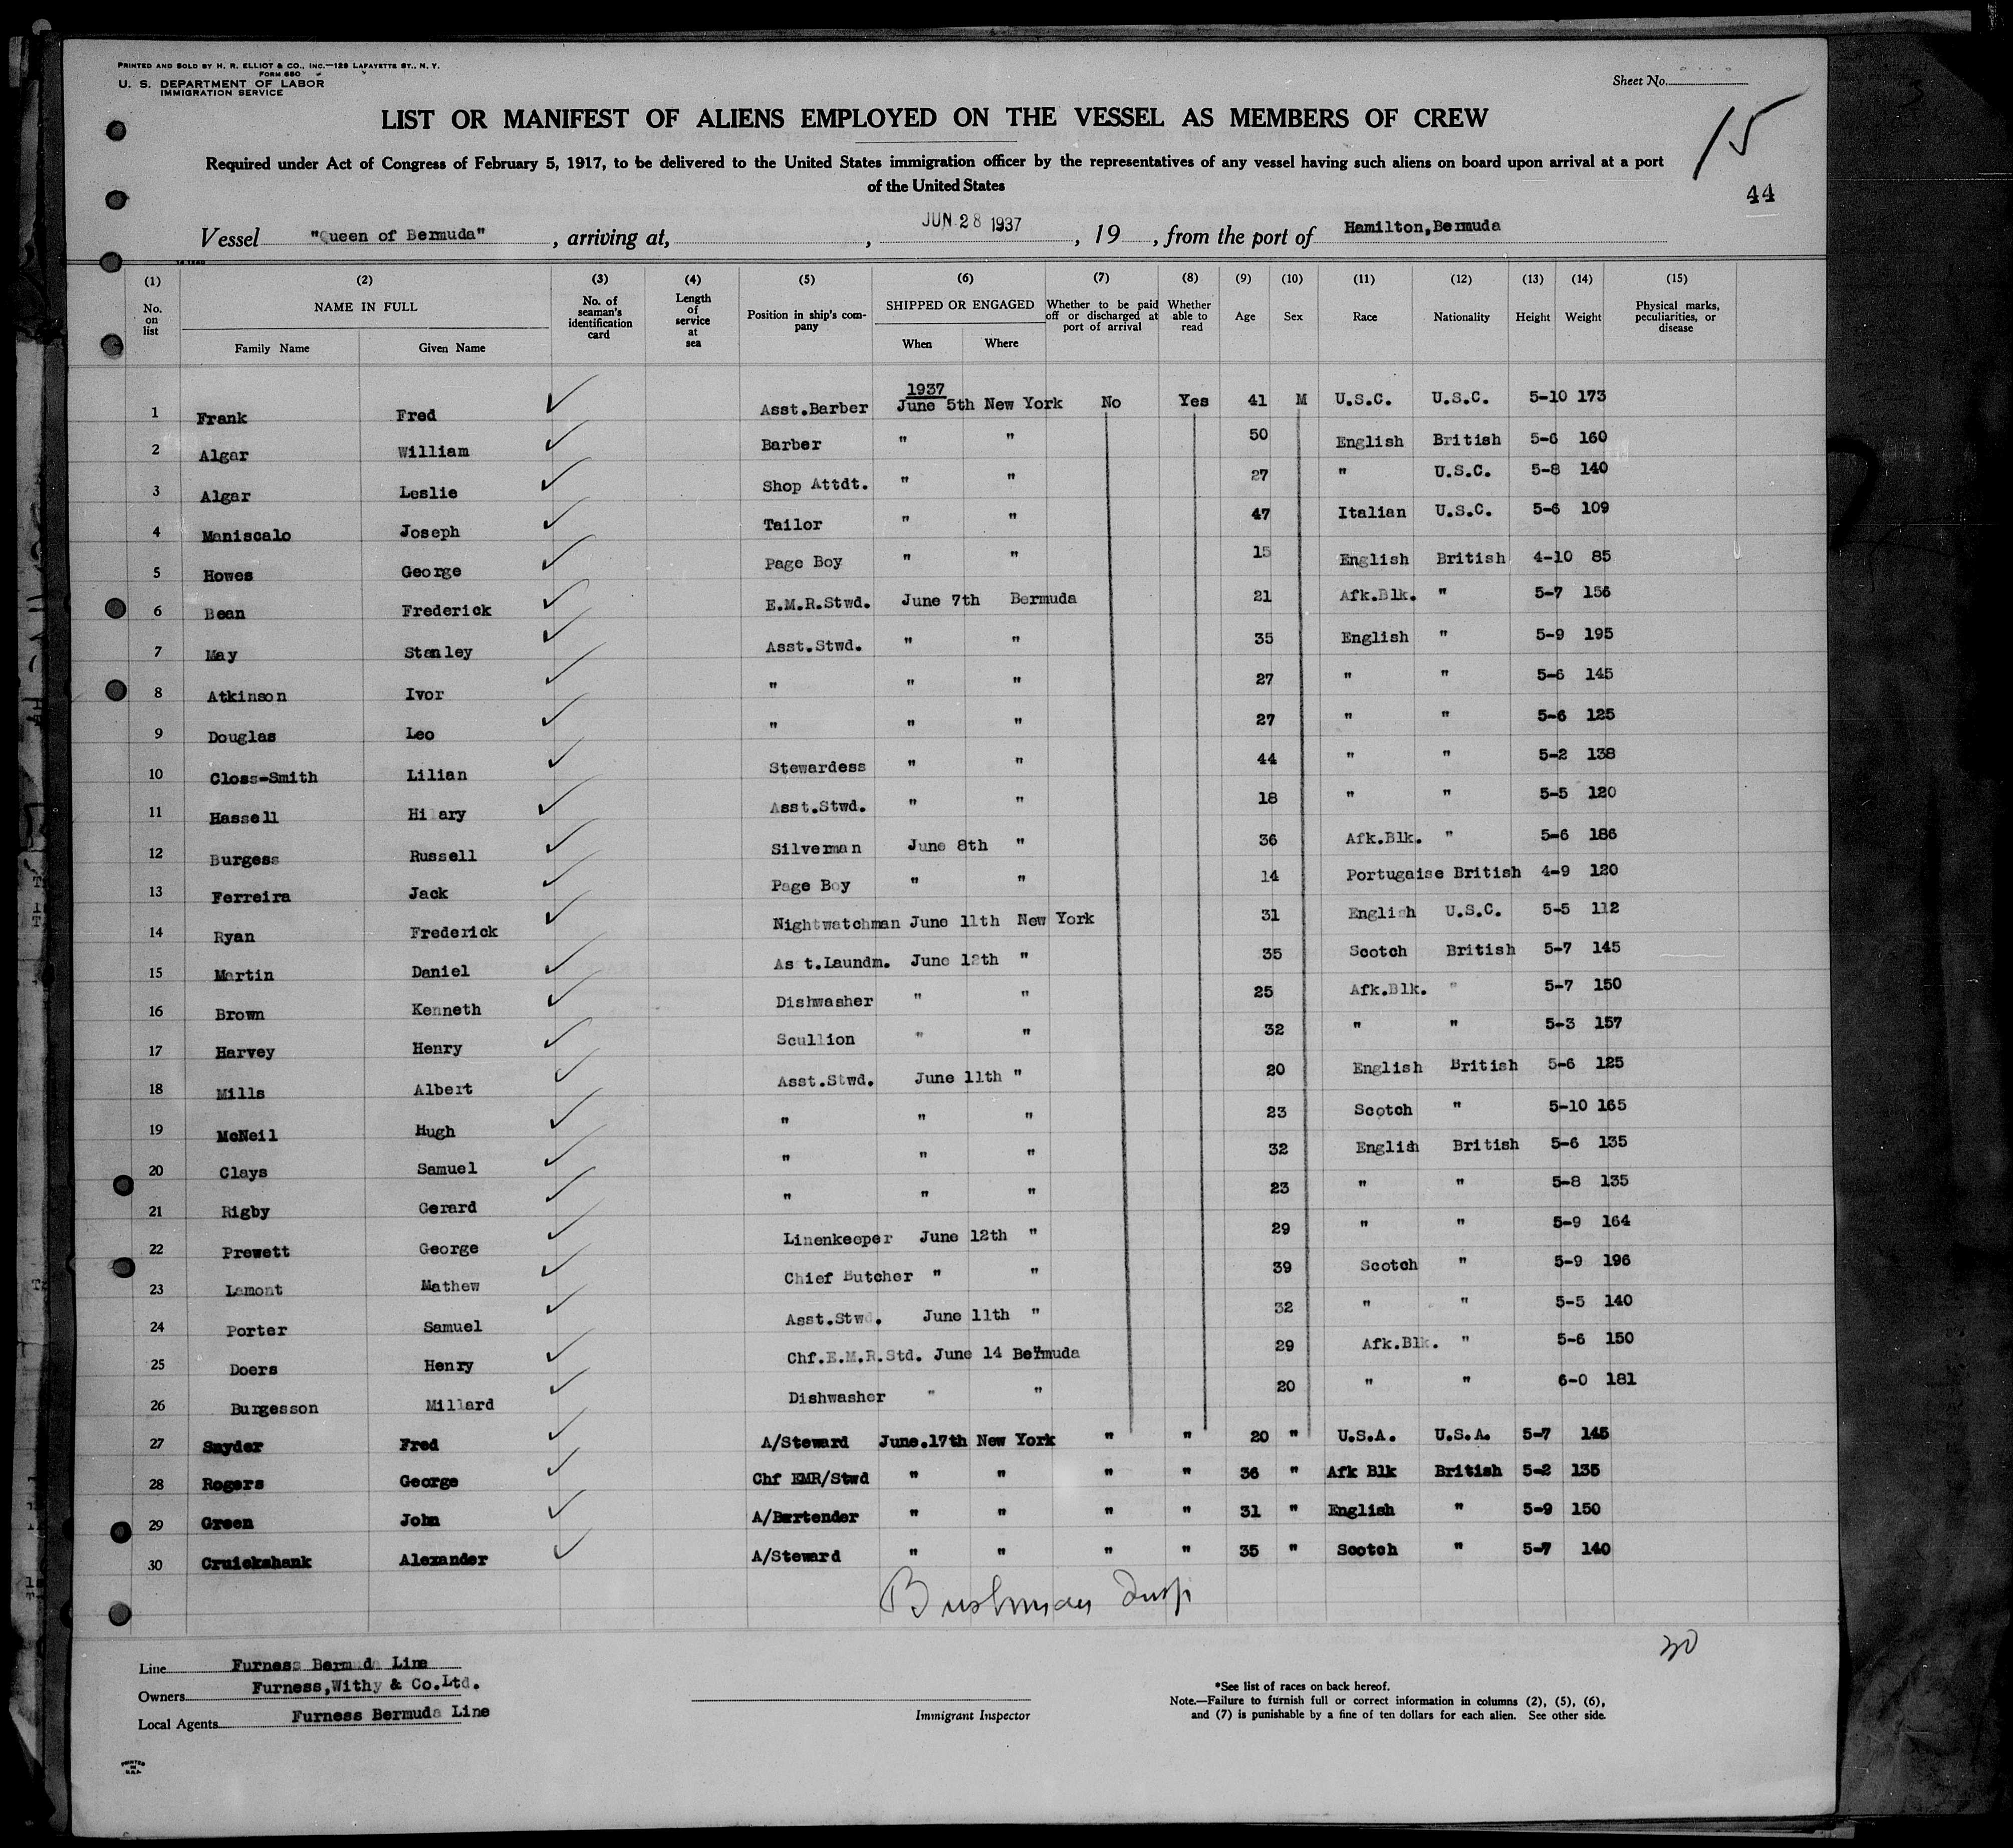 PRINTED AND SOLD BY H. R. ELLIOT & CO., INC.—129 LAFAYETTE ST., N. Y.
FORM 680
U. S. DEPARTMENT OF LABOR
IMMIGRATION SERVICE
Sheet No.
LIST OR MANIFEST OF ALIENS EMPLOYED ON THE VESSEL AS MEMBERS OF CREW
15
Required under Act of Congress of February 5, 1917, to be delivered to the United States immigration officer by the representatives of any vessel having such aliens on board upon arrival at a port
of the United States
44
Vessel "Queen of Bermuda", arriving at, , JUN 28 1937, 19 , from the port of Hamilton,Bermuda
(1) (2) (3) (4) (5) (6) (7) (8) (9) (10) (11) (12) (13) (14) (15)
No. on list NAME IN FULL Family Name Given Name No. of seaman's identification card Length of service at sea Position in ship's company SHIPPED OR ENGAGED When Where Whether to be paid off or discharged at port of arrival Whether able to read Age Sex Race Nationality Height Weight Physical marks, peculiarities, or disease
1937
1 Frank Fred ✓ Asst.Barber June 5th New York No Yes 41 M U.S.C. U.S.C. 5-10 173
2 Algar William ✓ Barber " " 50 English British 5-6 160
3 Algar Leslie ✓ Shop Attdt. " " 27 " U.S.C. 5-8 140
4 Maniscalo Joseph ✓ Tailor " " 47 Italian U.S.C. 5-6 109
5 Howes George ✓ Page Boy " " 15 English British 4-10 85
6 Bean Frederick ✓ E.M.R.Stwd. June 7th Bermuda 21 Afk.Blk. " 5-7 156
7 May Stanley ✓ Asst.Stwd. " " 35 English " 5-9 195
8 Atkinson Ivor ✓ " " " 27 " " 5-6 145
9 Douglas Leo ✓ " " " 27 " " 5-6 125
10 Closs-Smith Lilian ✓ Stewardess " " 44 " " 5-2 138
11 Hassell Hilary ✓ Asst.Stwd. " " 18 " " 5-5 120
12 Burgess Russell ✓ Silverman June 8th " 36 Afk.Blk. " 5-6 186
13 Ferreira Jack ✓ Page Boy " " 14 Portugaise British 4-9 120
14 Ryan Frederick ✓ Nightwatchman June 11th New York 31 English U.S.C. 5-5 112
15 Martin Daniel ✓ As t.Laundm. June 12th " 35 Scotch British 5-7 145
16 Brown Kenneth ✓ Dishwasher " " 25 Afk.Blk. " 5-7 150
17 Harvey Henry ✓ Scullion " " 32 " " 5-3 157
18 Mills Albert ✓ Asst.Stwd. June 11th " 20 English British 5-6 125
19 McNeil Hugh ✓ " " " 23 Scotch " 5-10 165
20 Clays Samuel ✓ " " " 32 English British 5-6 135
21 Rigby Gerard ✓ " " " 23 " " 5-8 135
22 Prewett George ✓ Linenkeeper June 12th " 29 " " 5-9 164
23 Lamont Mathew ✓ Chief Butcher " " 39 Scotch " 5-9 196
24 Porter Samuel ✓ Asst.Stwd. June 11th " 32 " " 5-5 140
25 Doers Henry ✓ Chf.E.M.R.Std. June 14 Bermuda 29 Afk.Blk. " 5-6 150
26 Burgesson Millard ✓ Dishwasher " " 20 " " 6-0 181
27 Snyder Fred ✓ A/Steward June.17th New York " " 20 " U.S.A. U.S.A. 5-7 145
28 Rogers George ✓ Chf EMR/Stwd " " " " 36 " Afk Blk British 5-2 135
29 Green John ✓ A/Bartender " " " " 31 " English " 5-9 150
30 Cruickshank Alexander ✓ A/Steward " " " " 35 " Scotch " 5-7 140
30
Line Furness Bermuda Line
Owners Furness,Withy & Co.Ltd.
Local Agents Furness Bermuda Line
Immigrant Inspector
*See list of races on back hereof.
Note.—Failure to furnish full or correct information in columns (2), (5), (6),
and (7) is punishable by a fine of ten dollars for each alien. See other side.
PRINTED
IN
U.S.A.